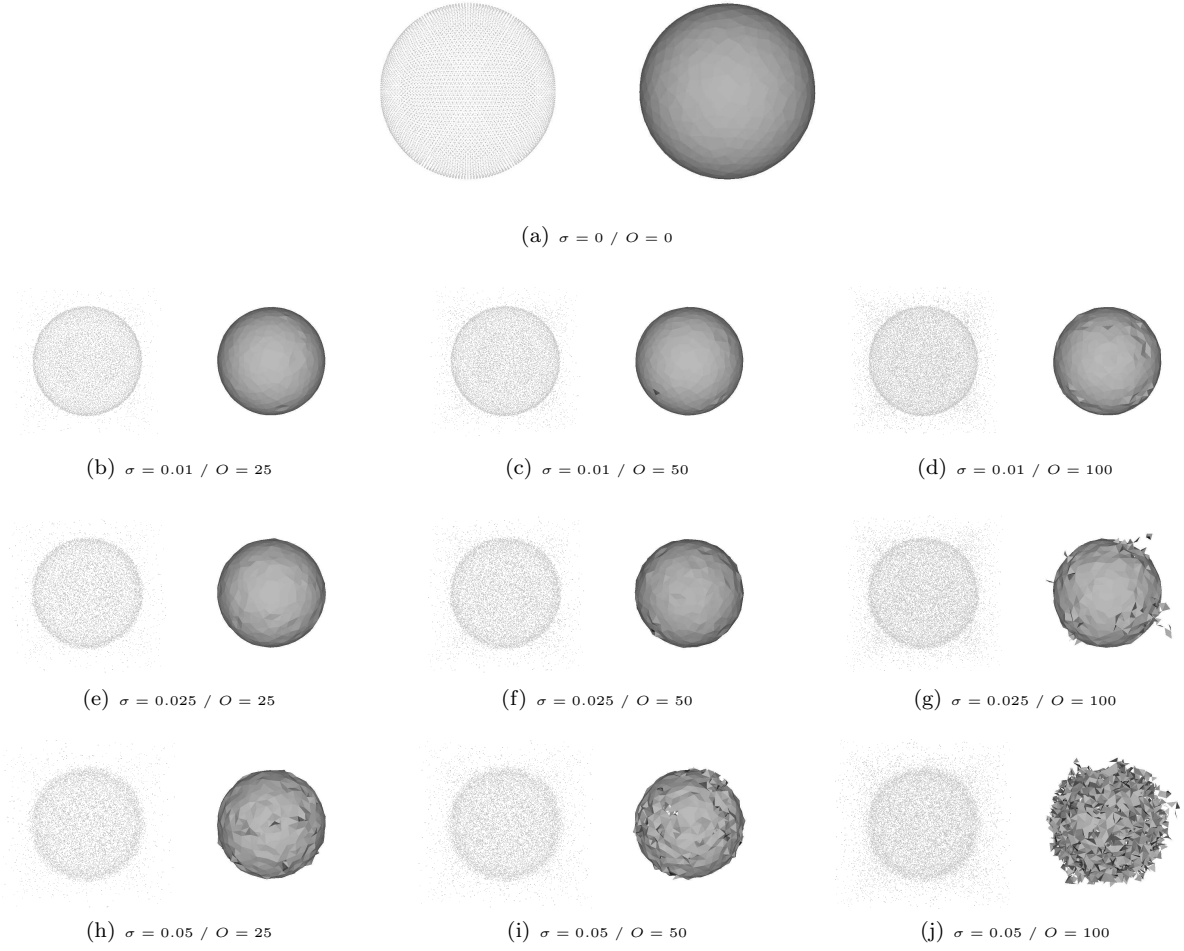 (a) σ = 0 / O = 0
(b) σ = 0.01 / O = 25
(c) σ = 0.01 / O = 50
(d) σ = 0.01 / O = 100
(e) σ = 0.025 / O = 25
(f) σ = 0.025 / O = 50
(g) σ = 0.025 / O = 100
(h) σ = 0.05 / O = 25
(i) σ = 0.05 / O = 50
(j) σ = 0.05 / O = 100